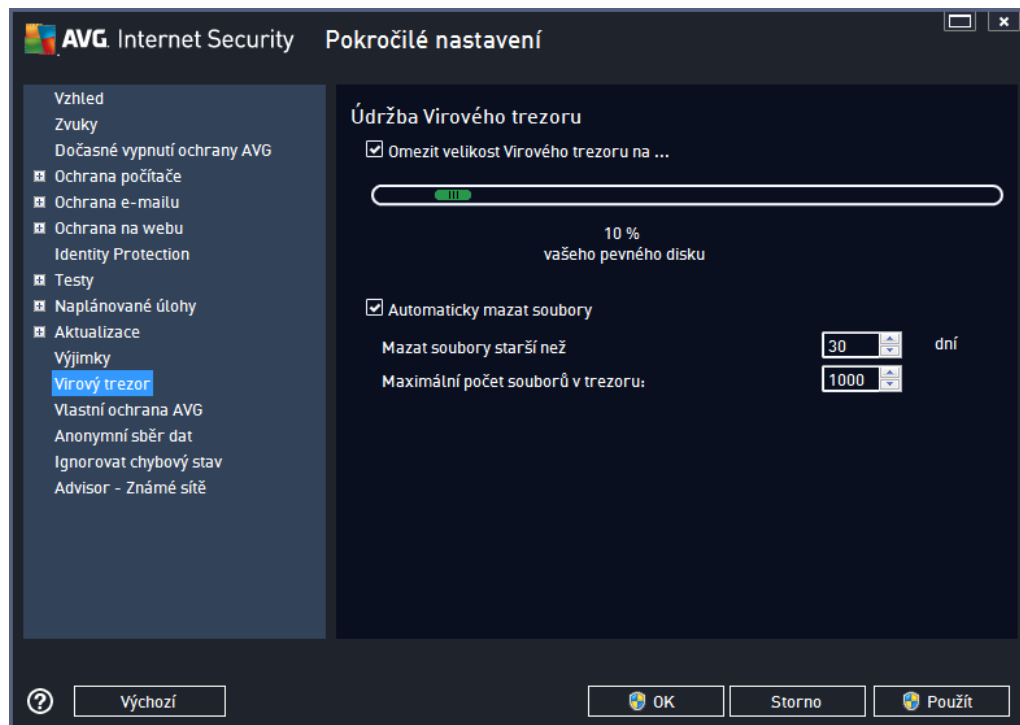 AVG. Internet Security
Pokročilé nastavení
Vzhled
Zvuky
Dočasné vypnutí ochrany AVG
Ochrana počítače
Ochrana e-mailu
Ochrana na webu
Identity Protection
Testy
Naplánované úlohy
Aktualizace
Výjimky
Virový trezor
Vlastní ochrana AVG
Anonymní sběr dat
Ignorovat chybový stav
Advisor - Známé sítě
Údržba Virového trezoru
Omezit velikost Virového trezoru na ...
10 %
vašeho pevného disku
Automaticky mazat soubory
Mazat soubory starší než 30 dní
Maximální počet souborů v trezoru: 1000
? Výchozí OK Storno Použít